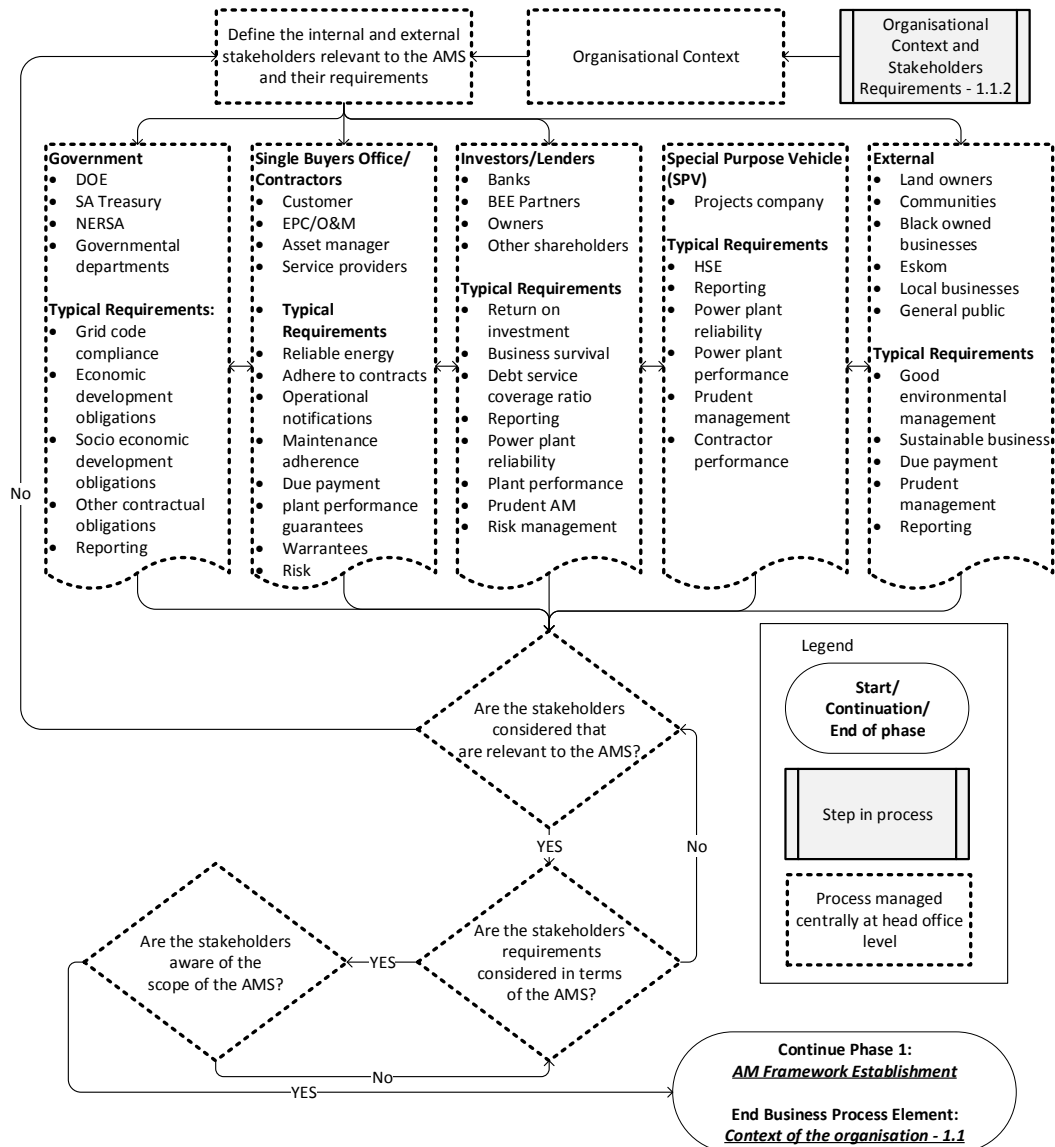 Define the internal and external
stakeholders relevant to the AMS
and their requirements
Organisational Context
Organisational
Context and
Stakeholders
Requirements - 1.1.2
Government
• DOE
• SA Treasury
• NERSA
• Governmental
departments
Typical Requirements:
• Grid code
compliance
• Economic
development
obligations
• Socio economic
development
obligations
• Other contractual
obligations
• Reporting
Single Buyers Office/
Contractors
• Customer
• EPC/O&M
• Asset manager
• Service providers
• Typical
Requirements
• Reliable energy
• Adhere to contracts
• Operational
notifications
• Maintenance
adherence
• Due payment
• plant performance
guarantees
• Warrantees
• Risk
Investors/Lenders
• Banks
• BEE Partners
• Owners
• Other shareholders
Typical Requirements
• Return on
investment
• Business survival
• Debt service
coverage ratio
• Reporting
• Power plant
reliability
• Plant performance
• Prudent AM
• Risk management
Special Purpose Vehicle
(SPV)
• Projects company
Typical Requirements
• HSE
• Reporting
• Power plant
reliability
• Power plant
performance
• Prudent
management
• Contractor
performance
External
• Land owners
• Communities
• Black owned
businesses
• Eskom
• Local businesses
• General public
Typical Requirements
• Good
environmental
management
• Sustainable business
• Due payment
• Prudent
management
• Reporting
No
Are the stakeholders
considered that
are relevant to the AMS?
YES
No
Are the stakeholders
requirements
considered in terms
of the AMS?
YES
Are the stakeholders
aware of the
scope of the AMS?
No
YES
Legend
Start/
Continuation/
End of phase
Step in process
Process managed
centrally at head office
level
Continue Phase 1:
AM Framework Establishment
End Business Process Element:
Context of the organisation - 1.1